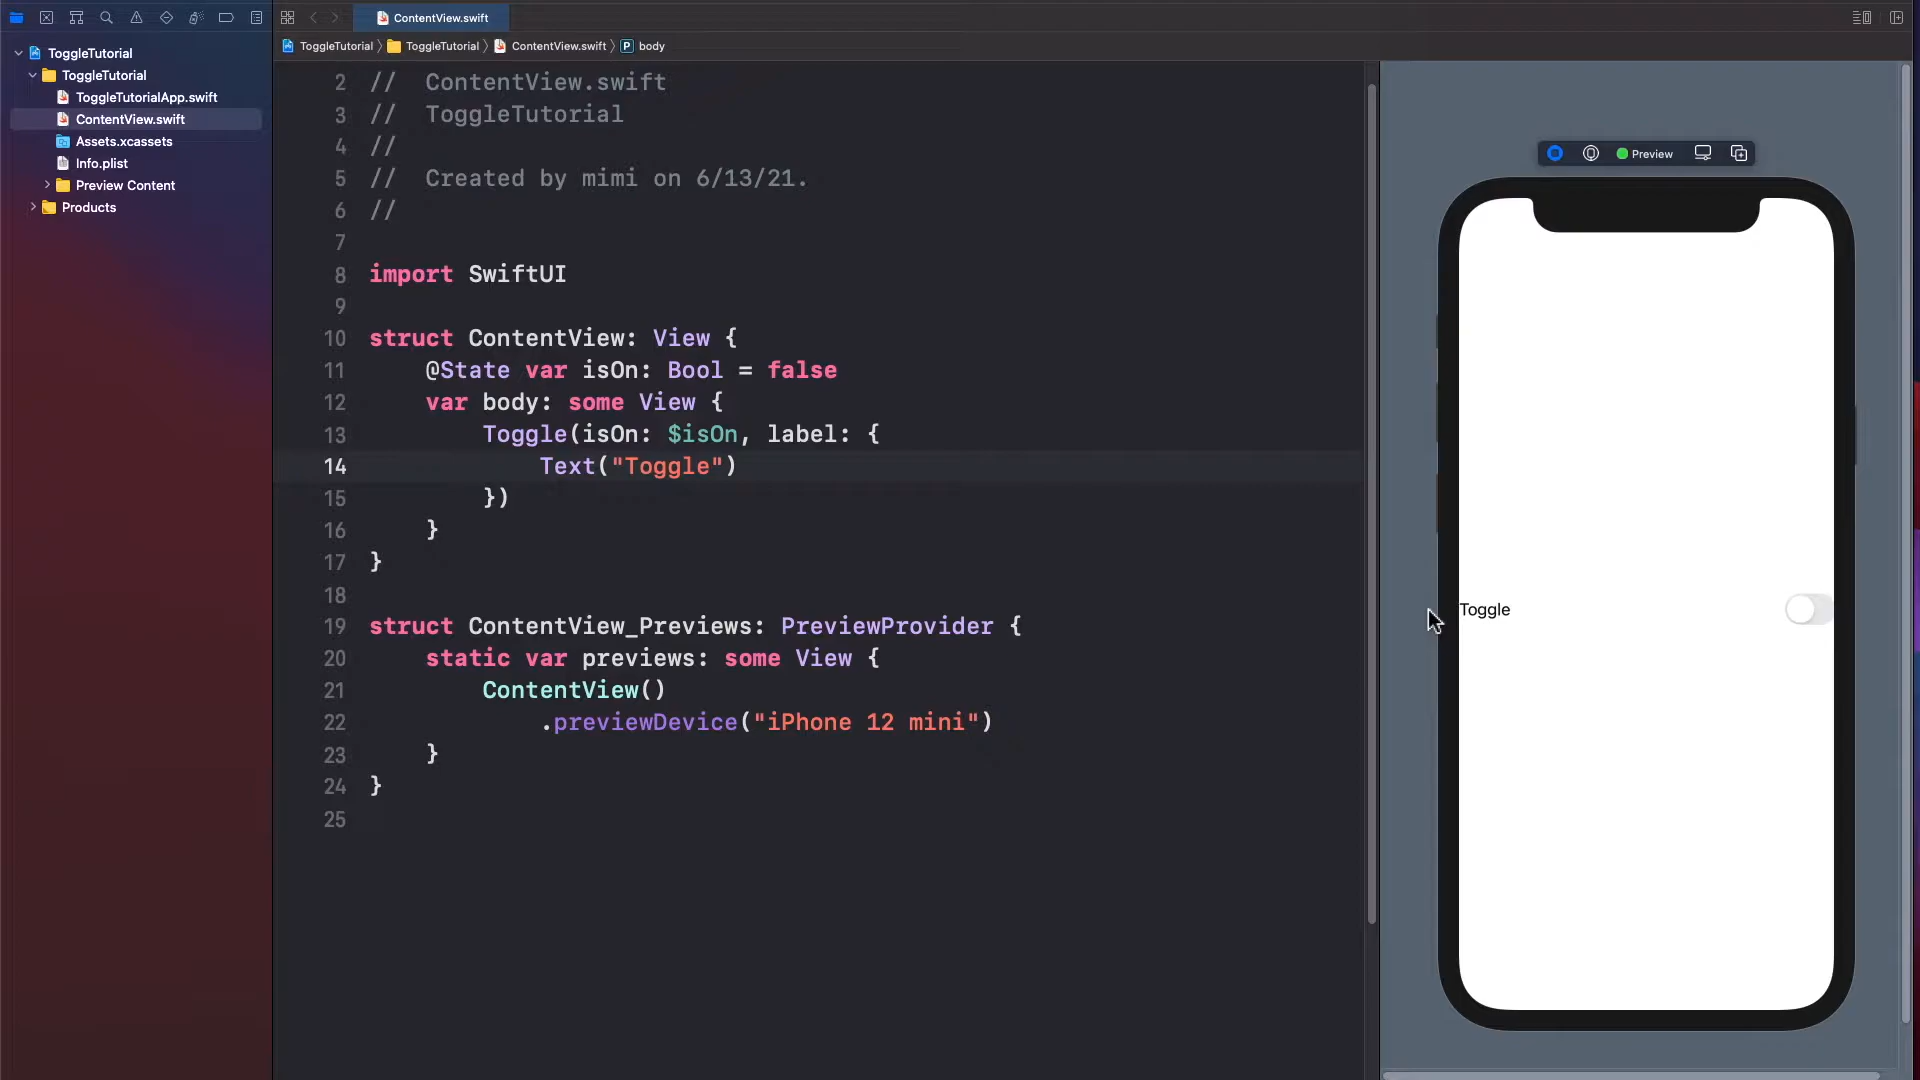 ContentView.swift
ToggleTutorial
ToggleTutorial
ToggleTutorialApp.swift
ContentView.swift
Assets.xcassets
Info.plist
Preview Content
Products
ToggleTutorial 〉 ToggleTutorial 〉 ContentView.swift 〉 P body
2 //  ContentView.swift
3 //  ToggleTutorial
4 //
5 //  Created by mimi on 6/13/21.
6 //
7
8 import SwiftUI
9
10 struct ContentView: View {
11     @State var isOn: Bool = false
12     var body: some View {
13         Toggle(isOn: $isOn, label: {
14             Text("Toggle")
15         })
16     }
17 }
18
19 struct ContentView_Previews: PreviewProvider {
20     static var previews: some View {
21         ContentView()
22             .previewDevice("iPhone 12 mini")
23     }
24 }
25
Preview
Toggle